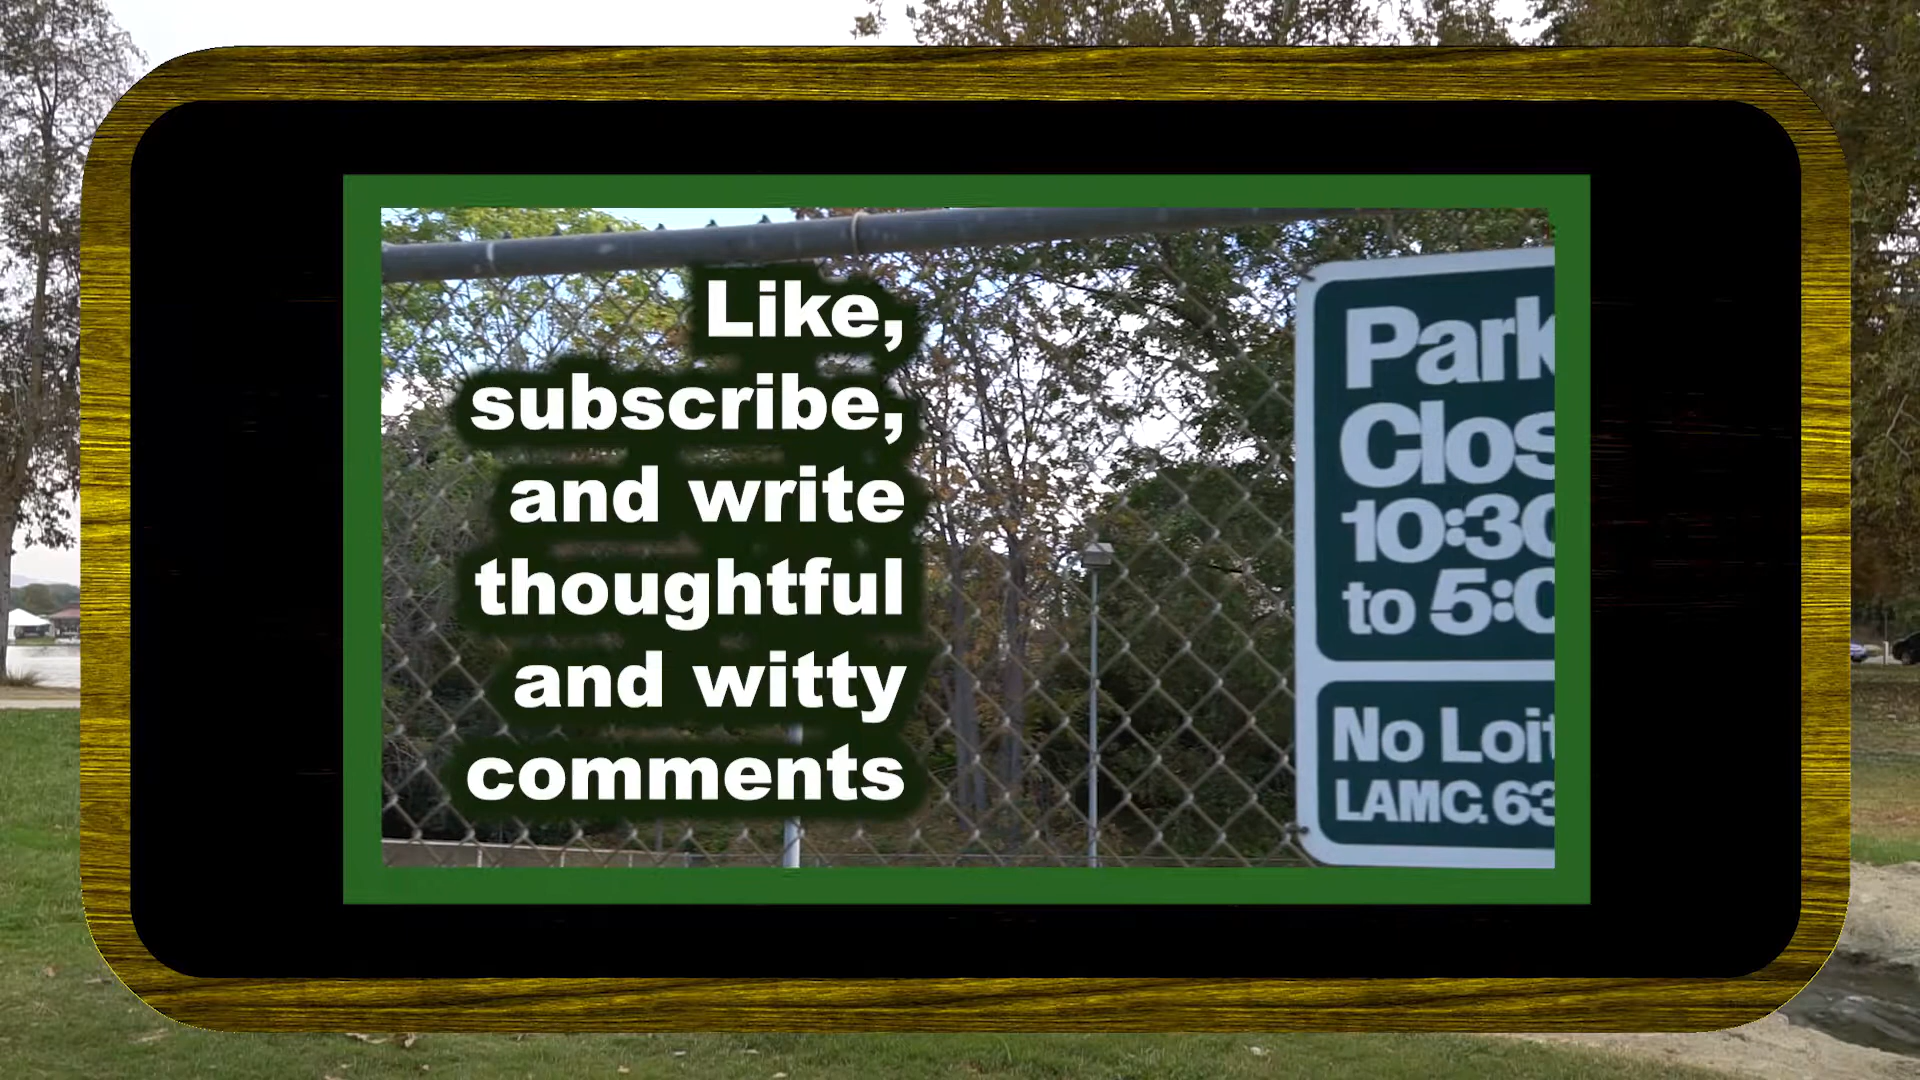 Like,
subscribe,
and write
thoughtful
and witty
comments
Park
Clos
10:30
to 5:0
No Loit
LAMC. 63